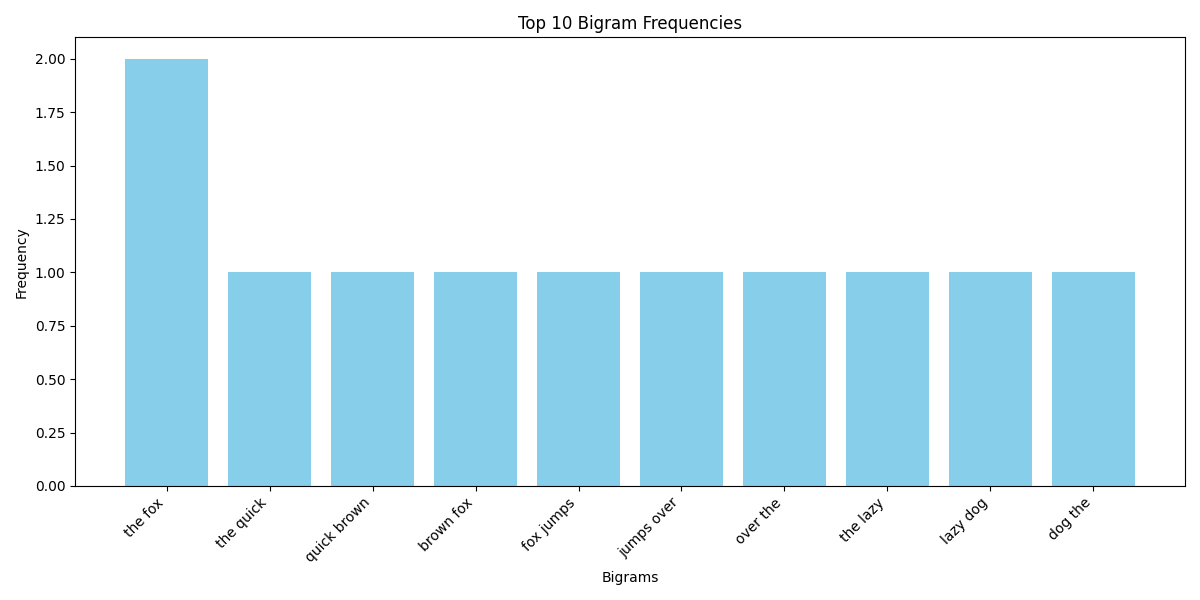 Top 10 Bigram Frequencies
Frequency
2.00
1.75
1.50
1.25
1.00
0.75
0.50
0.25
0.00
the fox
the quick
quick brown
brown fox
fox jumps
jumps over
over the
the lazy
lazy dog
dog the
Bigrams